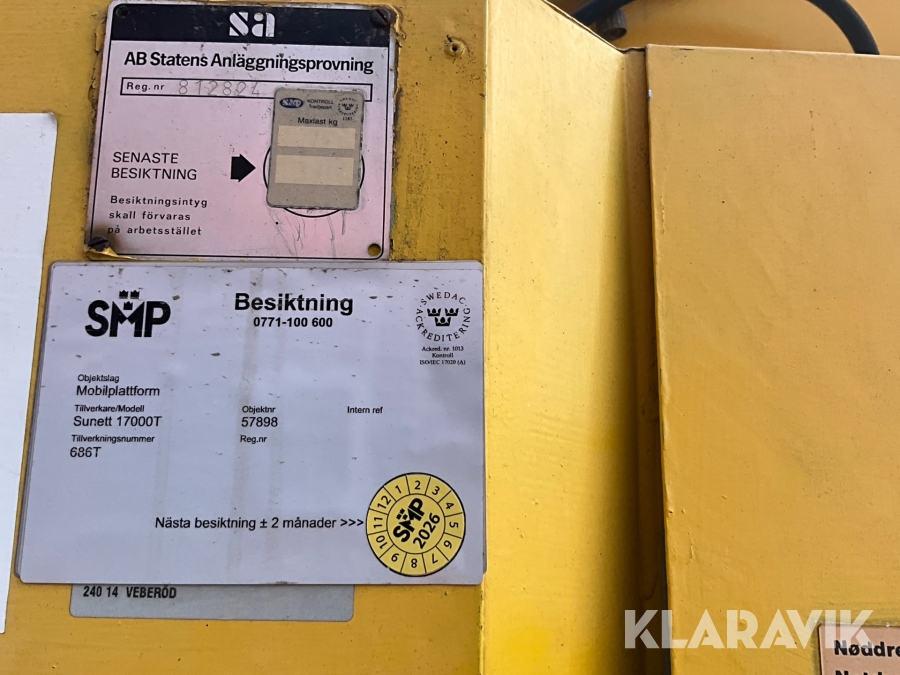 sa
AB Statens Anläggningsprovning
Reg. nr 812804
SMP KONTROLL
Maxlast kg
SENASTE
BESIKTNING
Besiktningsintyg
skall förvaras
på arbetsstället
SMP
Besiktning
0771-100 600
SWEDAC ACKREDITERING
Ackred. nr. 1013
Kontroll
ISO/IEC 17020 (A)
Objektslag
Mobilplattform
Tillverkare/Modell
Sunett 17000T
Objektnr
57898
Intern ref
Tillverkningsnummer
686T
Reg.nr
Nästa besiktning ± 2 månader >>>
1 2 3 4 5 6 7 8 9 10 11 12
SMP
2026
240 14 VEBERÖD
KLARAVIK
Nøddre